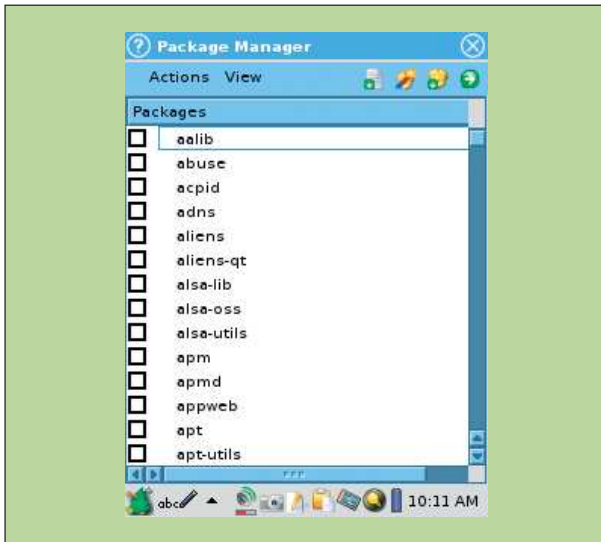 Package Manager
Actions View
Packages
aalib
abuse
acpid
adns
aliens
aliens-qt
alsa-lib
alsa-oss
alsa-utils
apm
apmd
appweb
apt
apt-utils
abc 10:11 AM